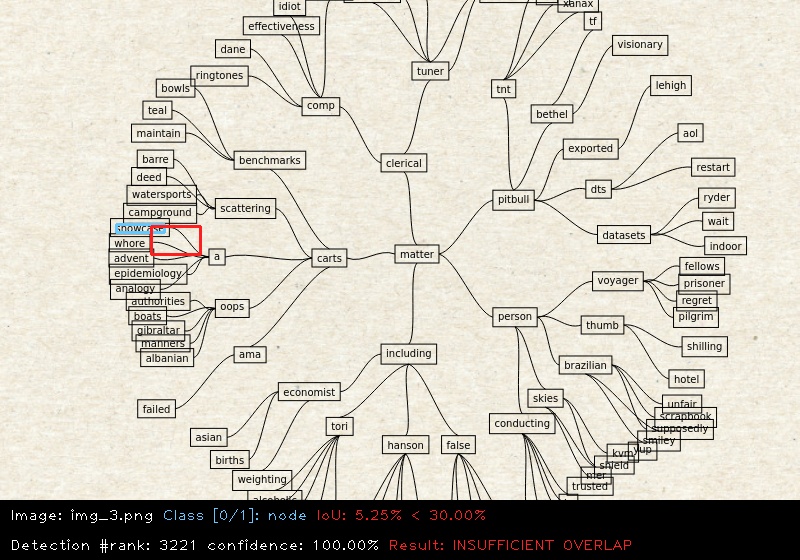 idiot
xanax
effectiveness
tf
dane
visionary
tuner
ringtones
tnt
lehigh
bowls
comp
teal
bethel
maintain
aol
exported
barre
benchmarks
clerical
restart
deed
dts
watersports
pitbull
ryder
campground
scattering
wait
showcase
datasets
whore
indoor
advent
a
carts
matter
epidemiology
fellows
analogy
voyager
prisoner
authorities
regret
oops
boats
person
pilgrim
gibraltar
thumb
manners
shilling
albanian
ama
including
brazilian
hotel
economist
skies
failed
unfair
scrapbook
conducting
tori
supposedly
asian
smiley
hanson
false
yup
births
kvm
shield
weighting
mer
trusted
alcoholic
Image: img_3.png Class [0/1]: node IoU: 5.25% < 30.00%
Detection #rank: 3221 confidence: 100.00% Result: INSUFFICIENT OVERLAP